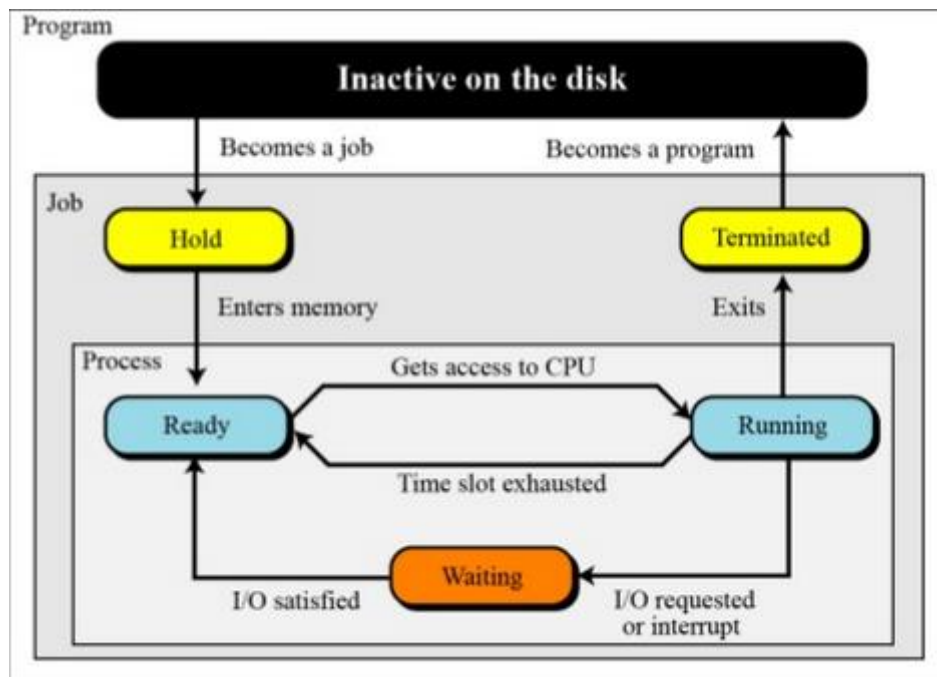 Program
Inactive on the disk
Becomes a job
Becomes a program
Job
Hold
Terminated
Enters memory
Exits
Process
Gets access to CPU
Ready
Running
Time slot exhausted
Waiting
I/O satisfied
I/O requested
or interrupt